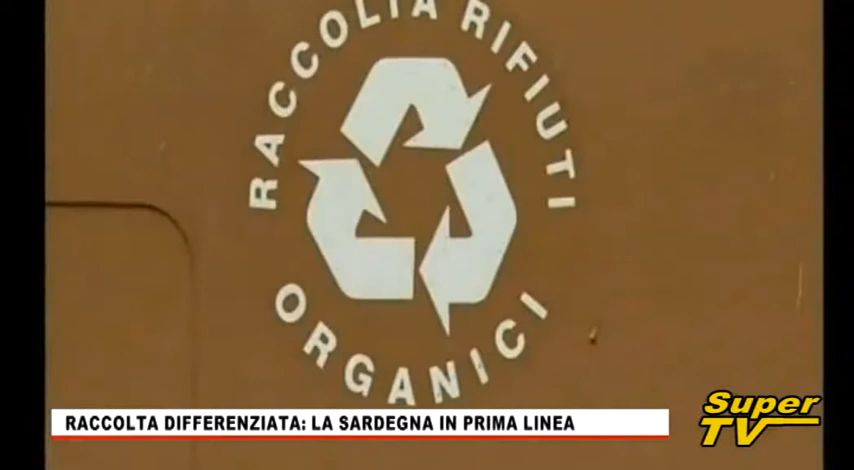 RACCOLTA RIFIUTI
ORGANICI
RACCOLTA DIFFERENZIATA: LA SARDEGNA IN PRIMA LINEA
Super
TV